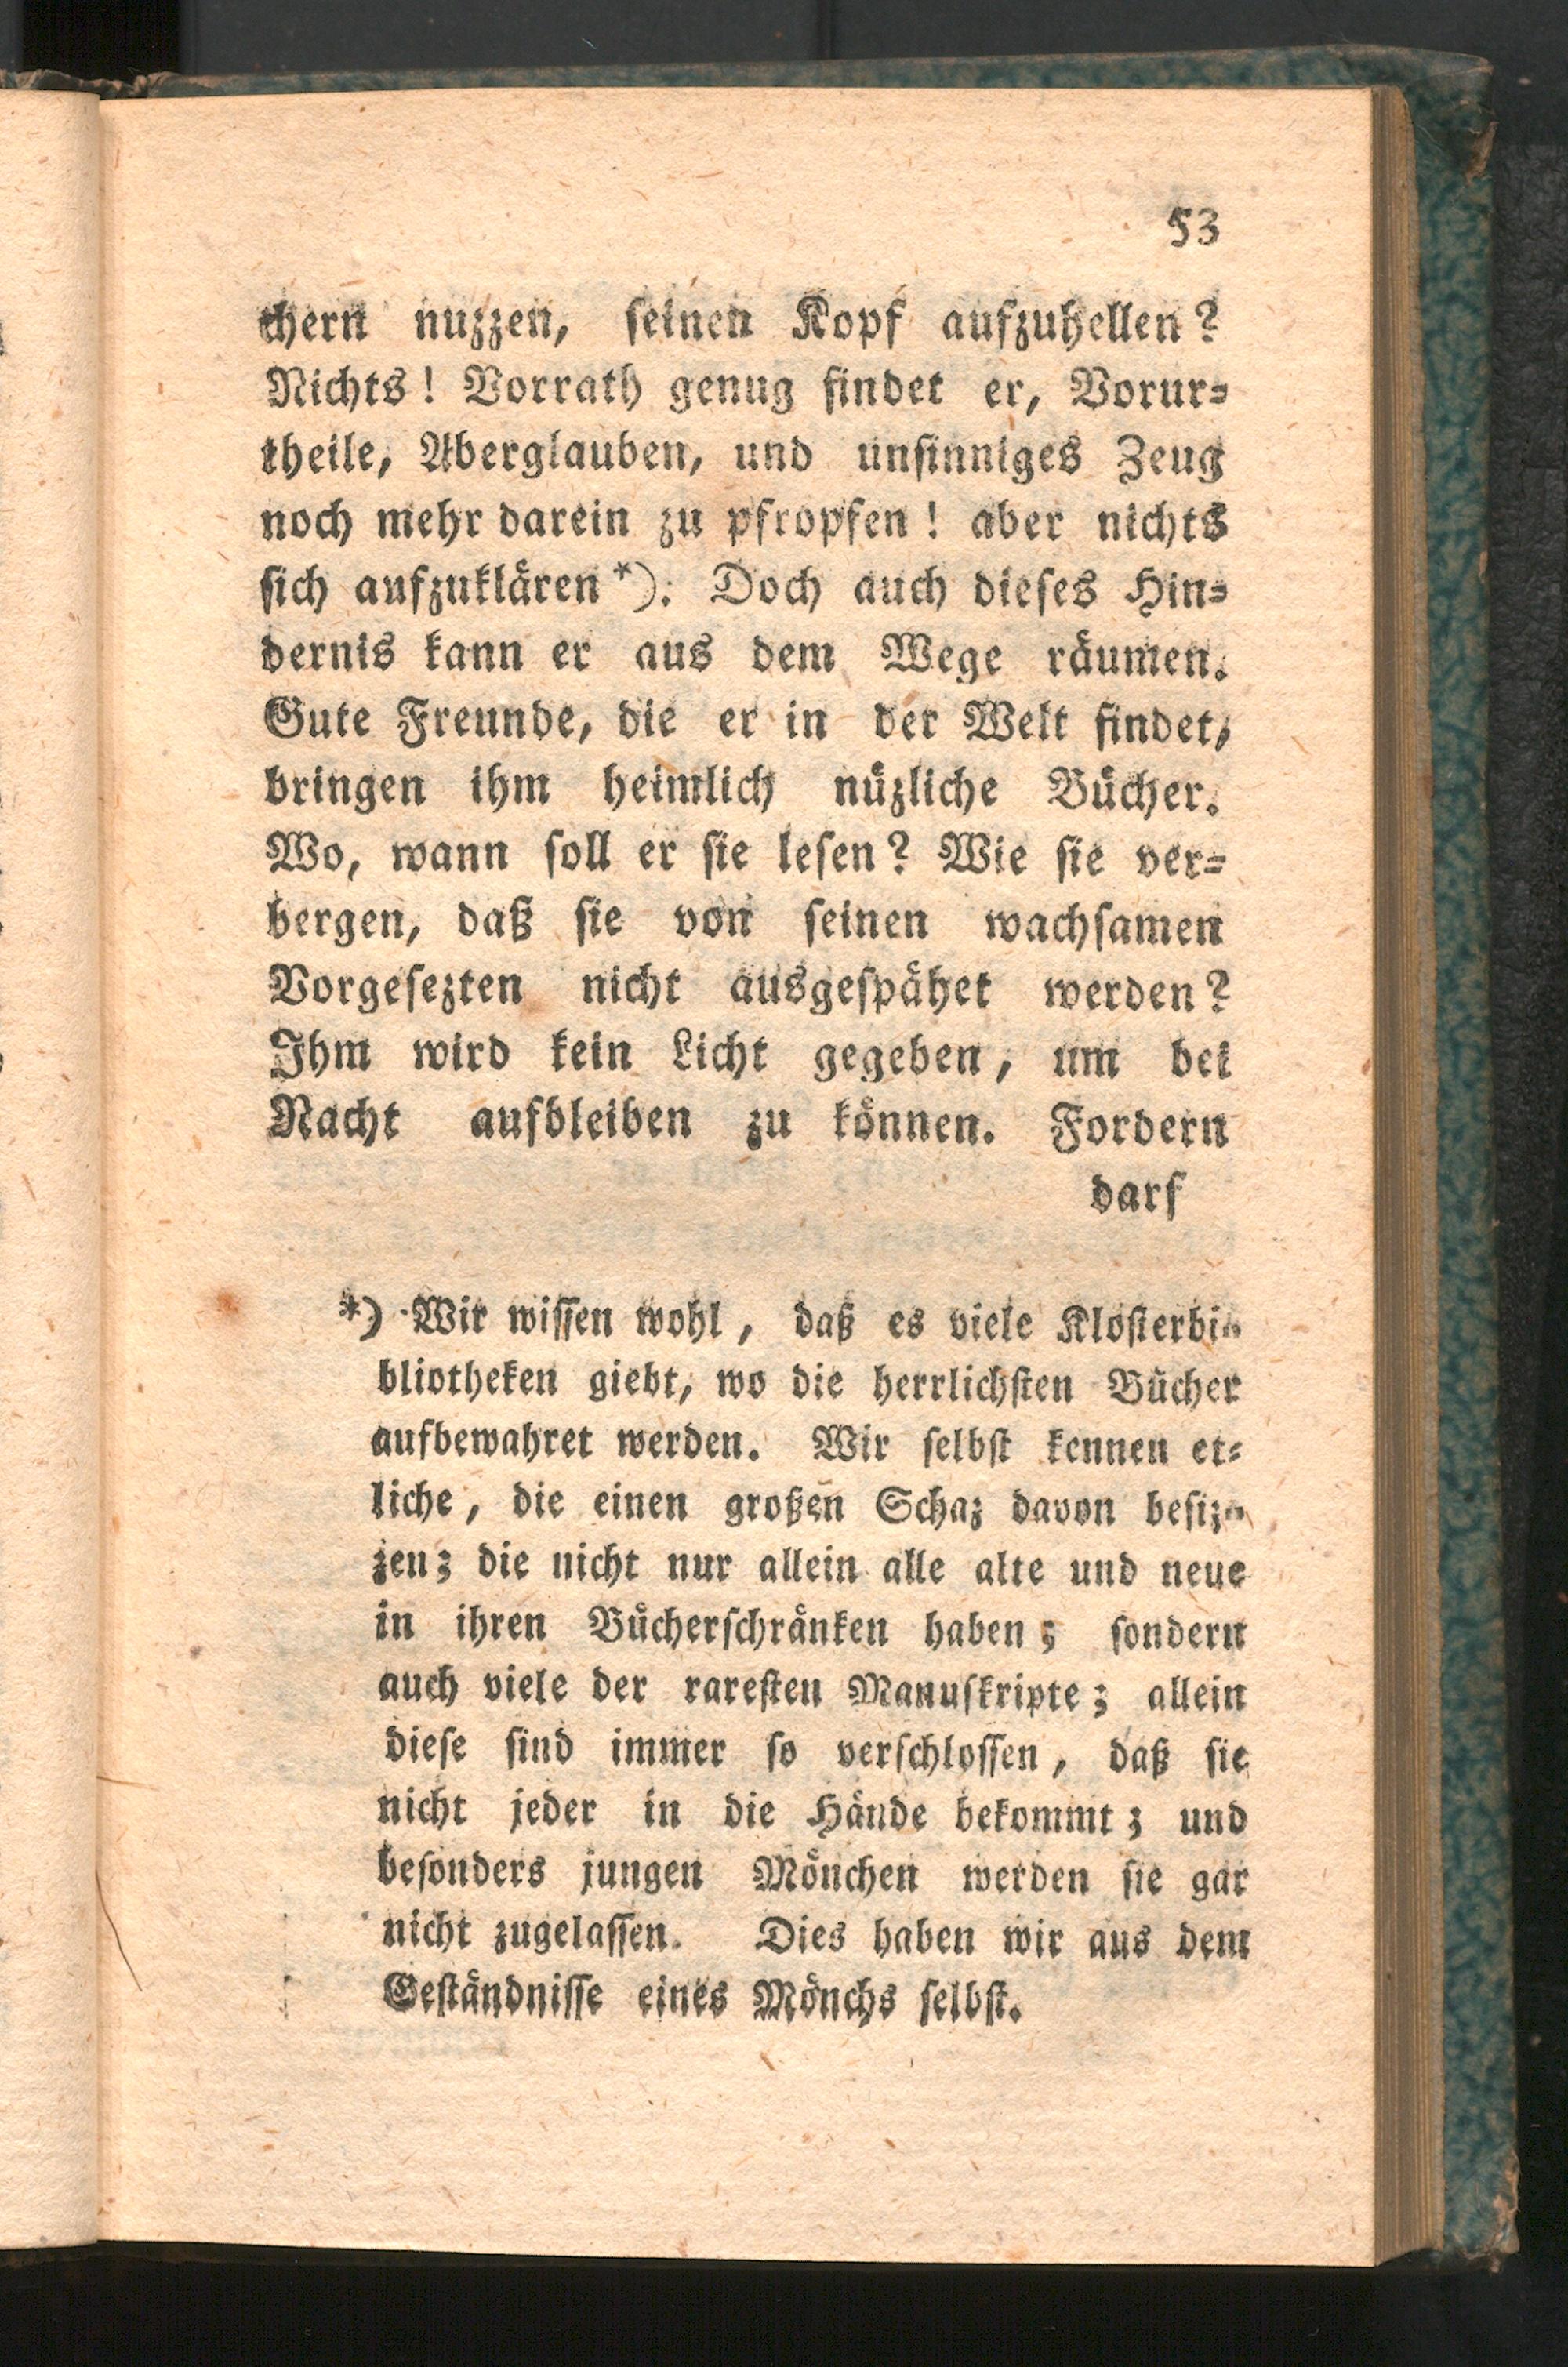 53
chern nuzzen, seinen Kopf aufzuhellen?
Nichts! Vorrath genug findet er, Vorur=
theile, Aberglauben, und unsinniges Zeug
noch mehr darein zu pfropfen! aber nichts
sich aufzuklären *). Doch auch dieses Hin=
dernis kann er aus dem Wege räumen.
Gute Freunde, die er in der Welt findet,
bringen ihm heimlich nüzliche Bücher.
Wo, wann soll er sie lesen? Wie sie ver=
bergen, daß sie von seinen wachsamen
Vorgesezten nicht ausgespähet werden?
Ihm wird kein Licht gegeben, um bei
Nacht aufbleiben zu können. Fordern
darf
*) Wir wissen wohl, daß es viele Klosterbi=
bliotheken giebt, wo die herrlichsten Bücher
aufbewahret werden. Wir selbst kennen et=
liche, die einen großen Schaz davon besiz=
zen; die nicht nur allein alle alte und neue
in ihren Bücherschränken haben; sondern
auch viele der raresten Manuskripte; allein
diese sind immer so verschlossen, daß sie
nicht jeder in die Hände bekommt; und
besonders jungen Mönchen werden sie gar
nicht zugelassen. Dies haben wir aus dem
Geständnisse eines Mönchs selbst.